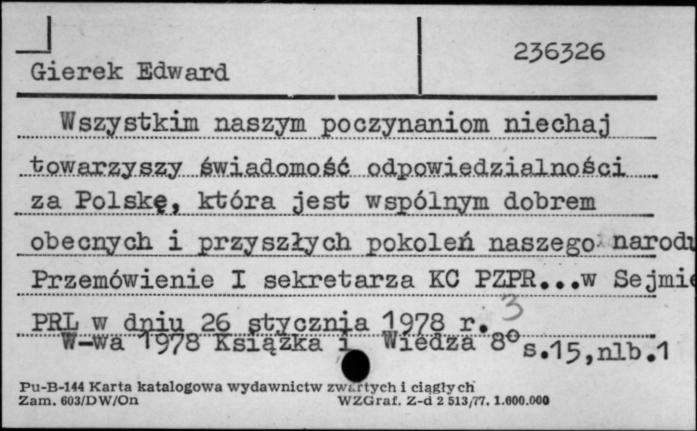 236326
Gierek Edward
Wszystkim naszym poczynaniom niechaj
towarzyszy świadomość odpowiedzialności
za Polskę, która jest wspólnym dobrem
obecnych i przyszłych pokoleń naszego narodu
Przemówienie I sekretarza KC PZPR...w Sejmie
PRL w dniu 26 stycznia 1978 r. 3
W-wa 1978 Książka i Wiedza 8° s.15,nlb.1
Pu-B-144 Karta katalogowa wydawnictw zwartych i ciągłych
Zam. 603/DW/On WZGraf. Z-d 2 513/77. 1.600.000